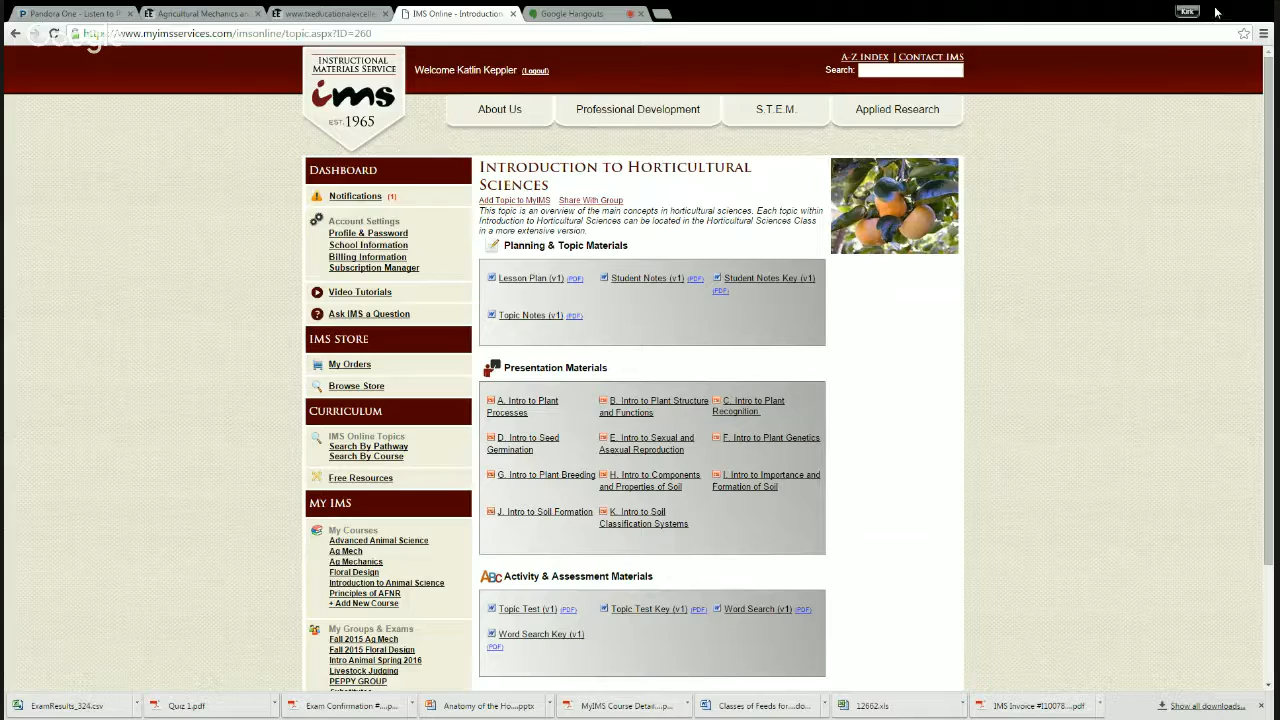 Pandora One - Listen to
Agricultural Mechanics an
www.txeducationalexcelle
IMS Online - Introduction
Google Hangouts
Kirk
https://www.myimsservices.com/imsonline/topic.aspx?ID=260
Google
INSTRUCTIONAL
MATERIALS SERVICE
ims
EST. 1965
Welcome Katlin Keppler (Logout)
A-Z INDEX | CONTACT IMS
Search:
About Us
Professional Development
S.T.E.M.
Applied Research
DASHBOARD
Notifications (1)
Account Settings
Profile & Password
School Information
Billing Information
Subscription Manager
Video Tutorials
Ask IMS a Question
IMS STORE
My Orders
Browse Store
CURRICULUM
IMS Online Topics
Search By Pathway
Search By Course
Free Resources
MY IMS
My Courses
Advanced Animal Science
Ag Mech
Ag Mechanics
Floral Design
Introduction to Animal Science
Principles of AFNR
+ Add New Course
My Groups & Exams
Fall 2015 Ag Mech
Fall 2015 Floral Design
Intro Animal Spring 2016
Livestock Judging
PEPPY GROUP
INTRODUCTION TO HORTICULTURAL
SCIENCES
Add Topic to MyIMS Share With Group
This topic is an overview of the main concepts in horticultural sciences. Each topic within
Introduction to Horticultural Sciences can be located in the Horticultural Sciences Class
in a more extensive version.
Planning & Topic Materials
Lesson Plan (v1) (PDF) Student Notes (v1) (PDF) Student Notes Key (v1)
(PDF)
Topic Notes (v1) (PDF)
Presentation Materials
A. Intro to Plant
Processes
B. Intro to Plant Structure
and Functions
C. Intro to Plant
Recognition
D. Intro to Seed
Germination
E. Intro to Sexual and
Asexual Reproduction
F. Intro to Plant Genetics
G. Intro to Plant Breeding
H. Intro to Components
and Properties of Soil
I. Intro to Importance and
Formation of Soil
J. Intro to Soil Formation
K. Intro to Soil
Classification Systems
ABC Activity & Assessment Materials
Topic Test (v1) (PDF) Topic Test Key (v1) (PDF) Word Search (v1) (PDF)
Word Search Key (v1)
(PDF)
ExamResults_324.csv
Quiz 1.pdf
Exam Confirmation #....p...
Anatomy of the Ho....pptx
MyIMS Course Detail....p...
Classes of Feeds for....do...
12662.xls
IMS Invoice #I10078....pdf
Show all downloads...